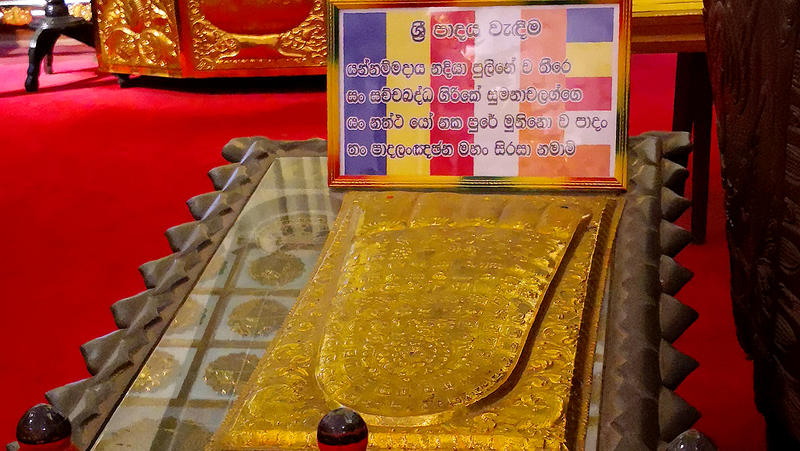 ශ්‍රී පාදය වැඳීම
යන්නම්මදාය නදියා පුලිනේ ච තීරෙ
යං සච්චබද්ධ ගිරිකේ සුමනාචලග්ගෙ
යං තත්ථ යෝ නක පුරේ මුනිනො ච පාදං
තං පාදලංඤ්ඡන මහං සිරසා නමාමි